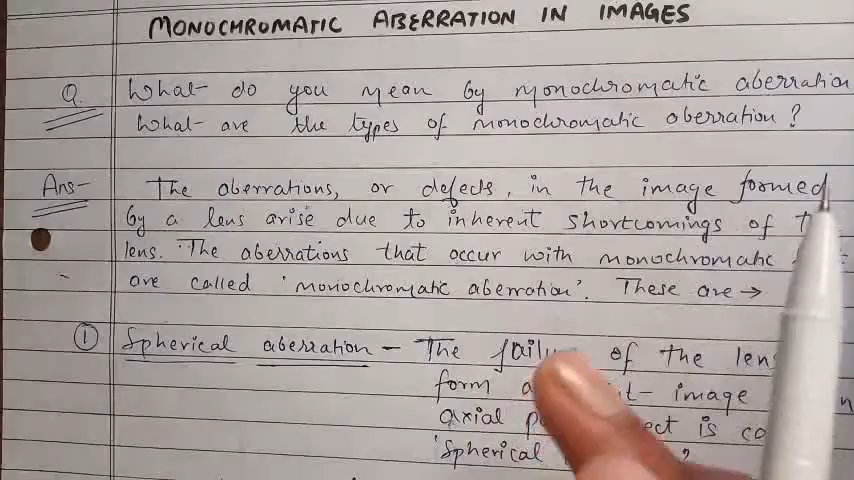 MONOCHROMATIC ABERRATION IN IMAGES
Q. What do you mean by monochromatic aberration
What are the types of monochromatic aberration?
Ans- The aberrations, or defects, in the image formed
by a lens arise due to inherent shortcomings of
lens. The aberrations that occur with monochromatic
are called 'monochromatic aberration'. These are →
① Spherical aberration - The of the
form image
axial is
'Spherical